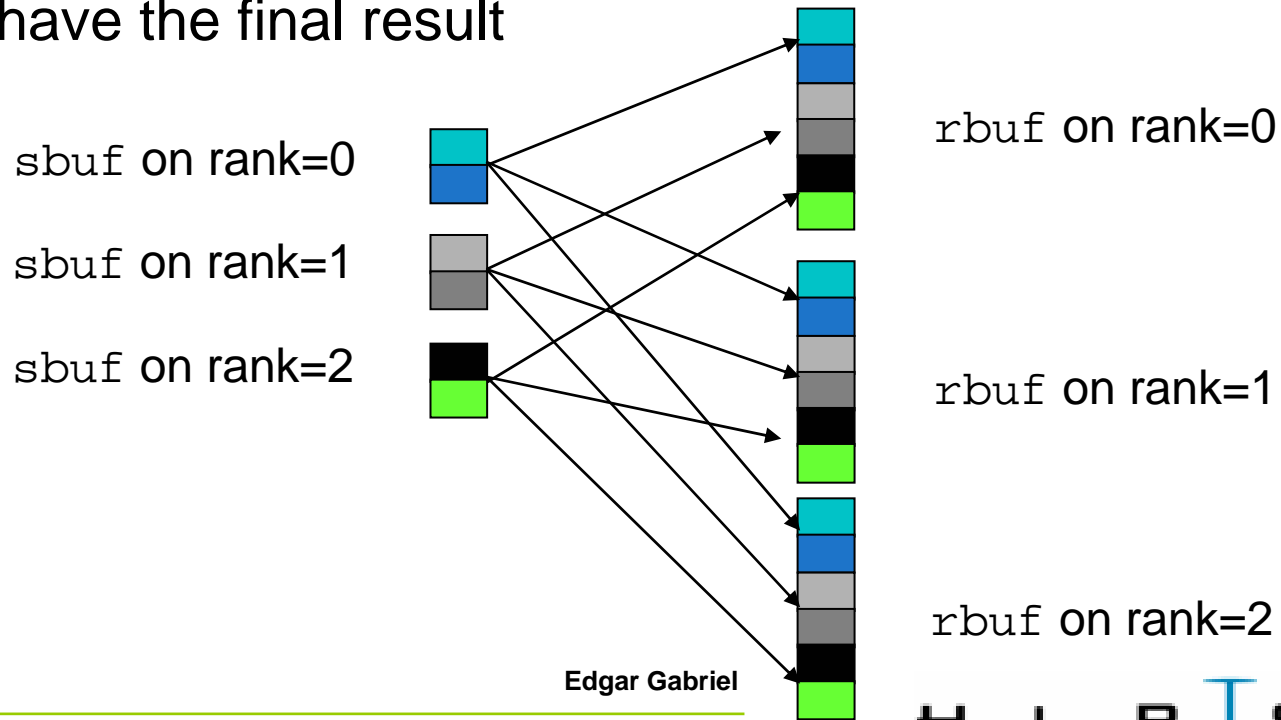 have the final result
sbuf on rank=0
sbuf on rank=1
sbuf on rank=2
rbuf on rank=0
rbuf on rank=1
rbuf on rank=2
Edgar Gabriel